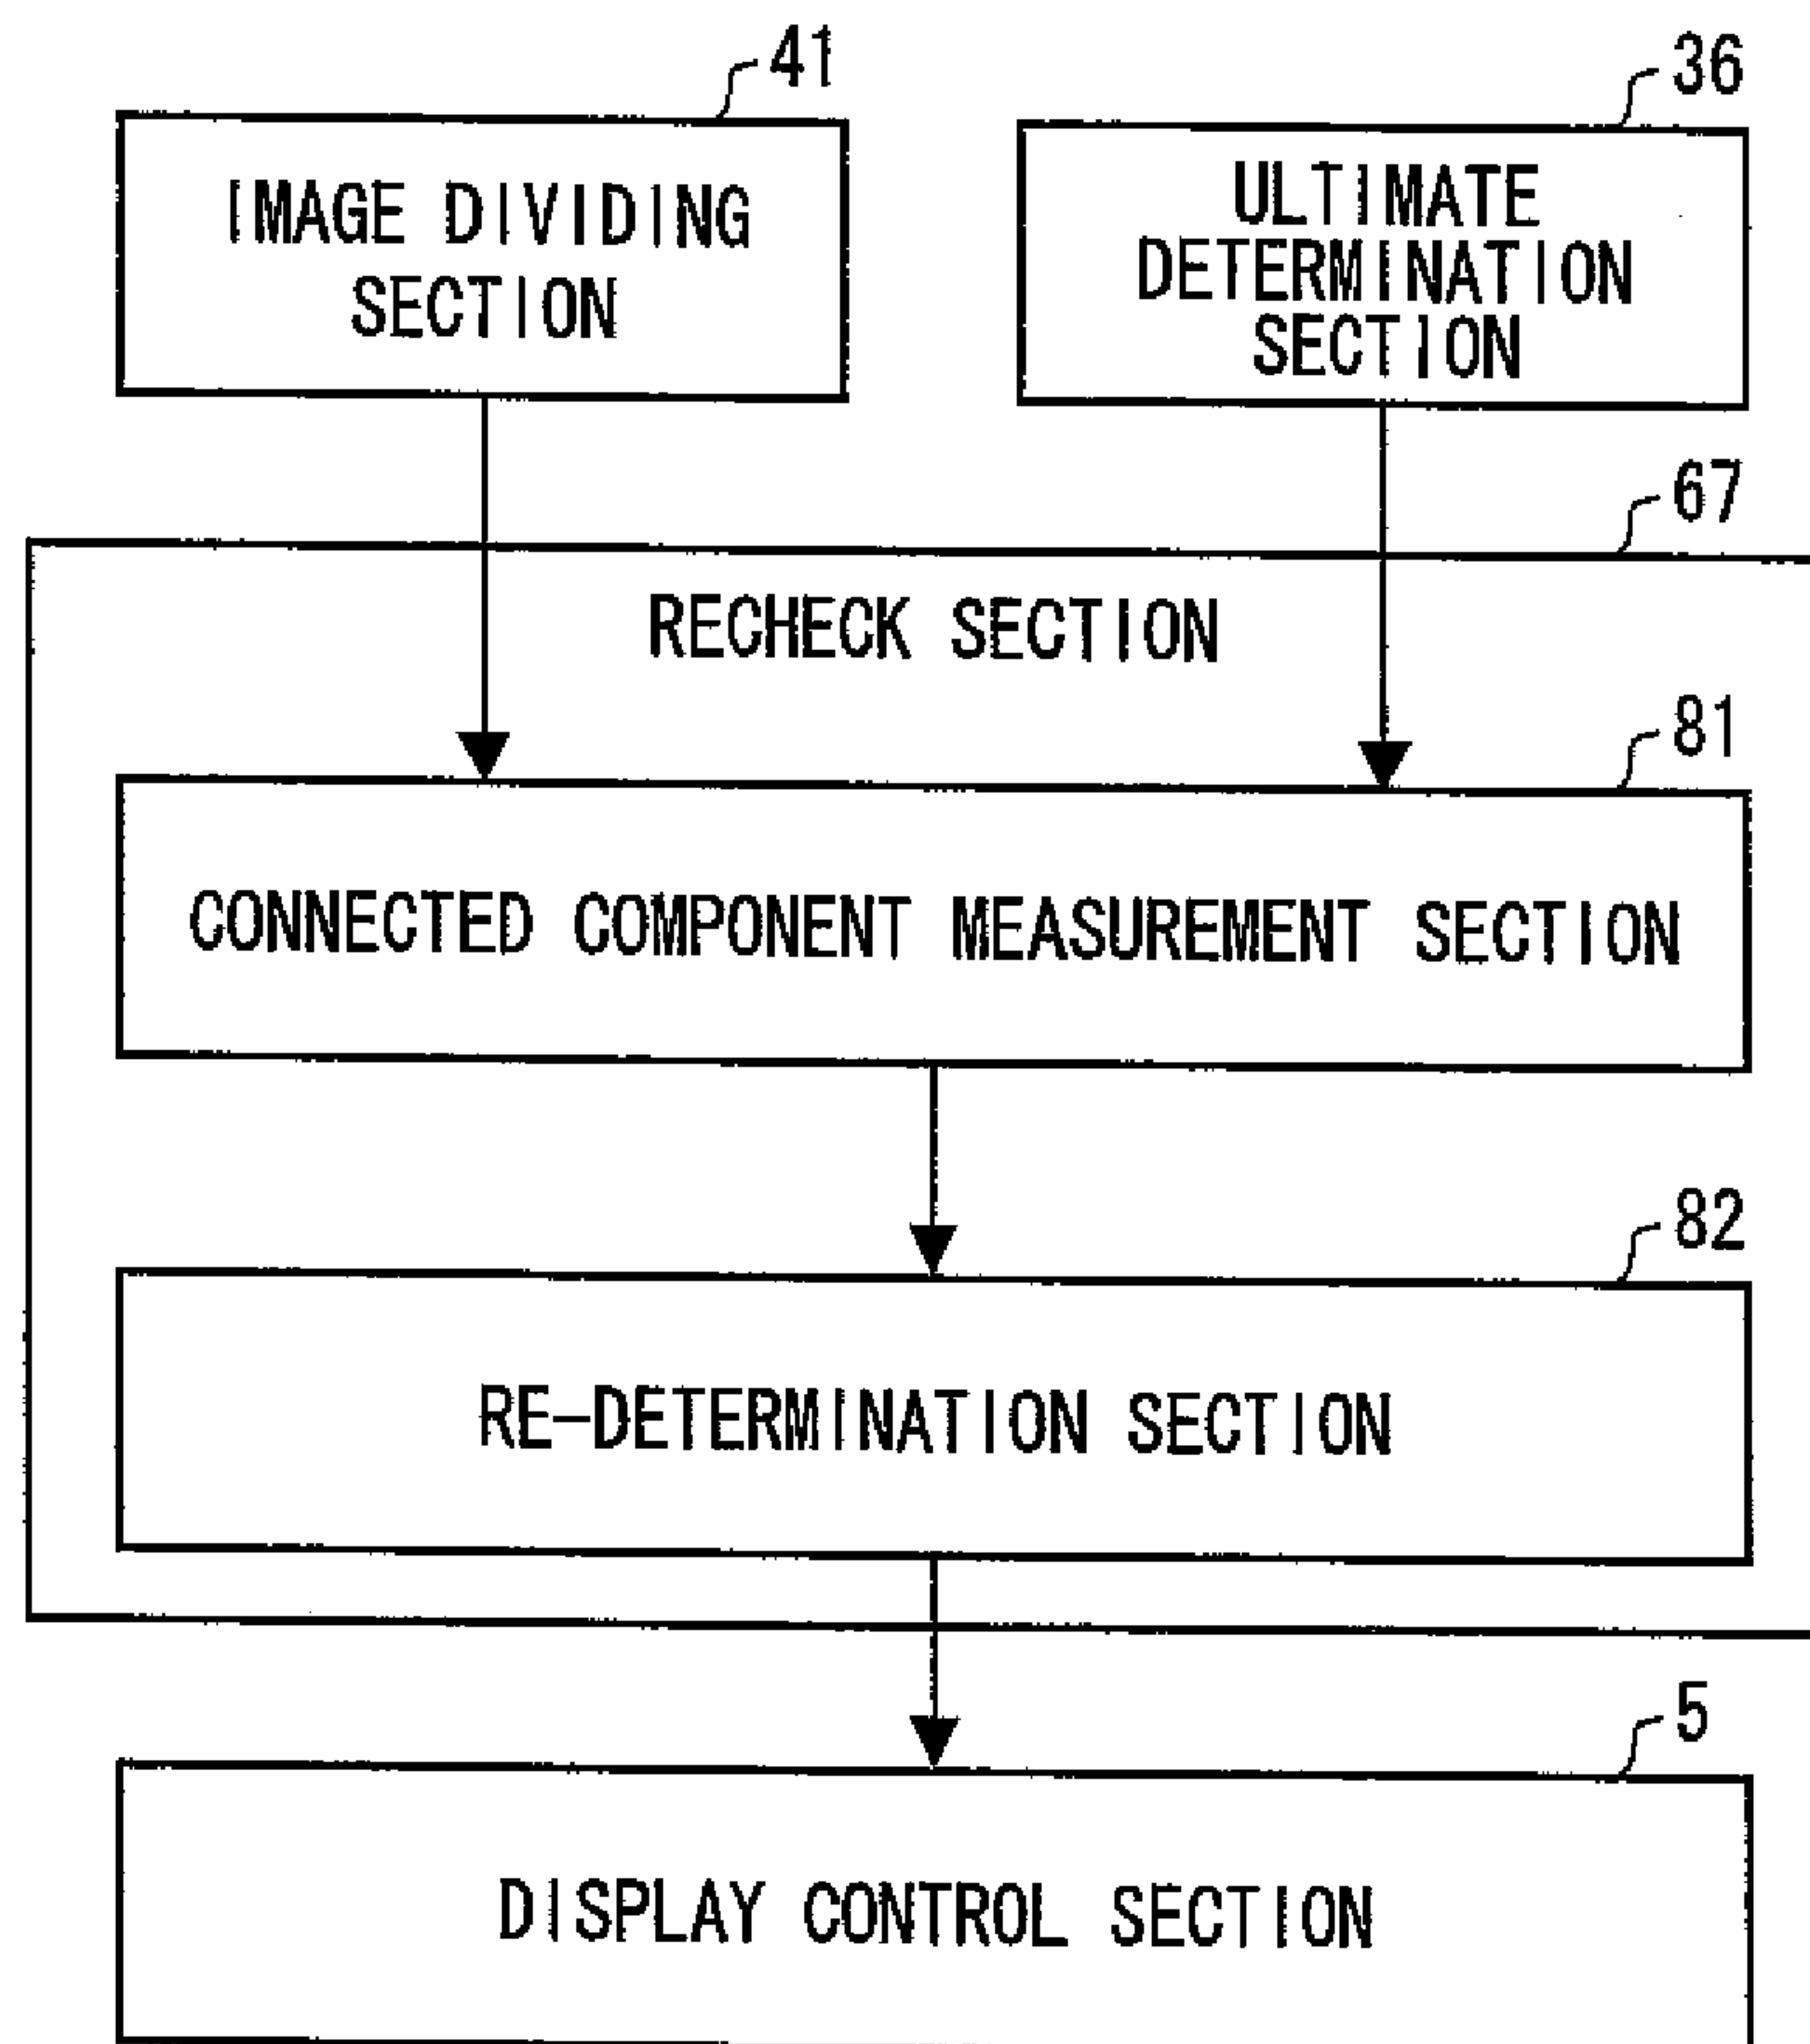 41
36
IMAGE DIVIDING
SECTION
ULTIMATE
DETERMINATION
SECTION
67
RECHECK SECTION
81
CONNECTED COMPONENT MEASUREMENT SECTION
82
RE-DETERMINATION SECTION
5
DISPLAY CONTROL SECTION